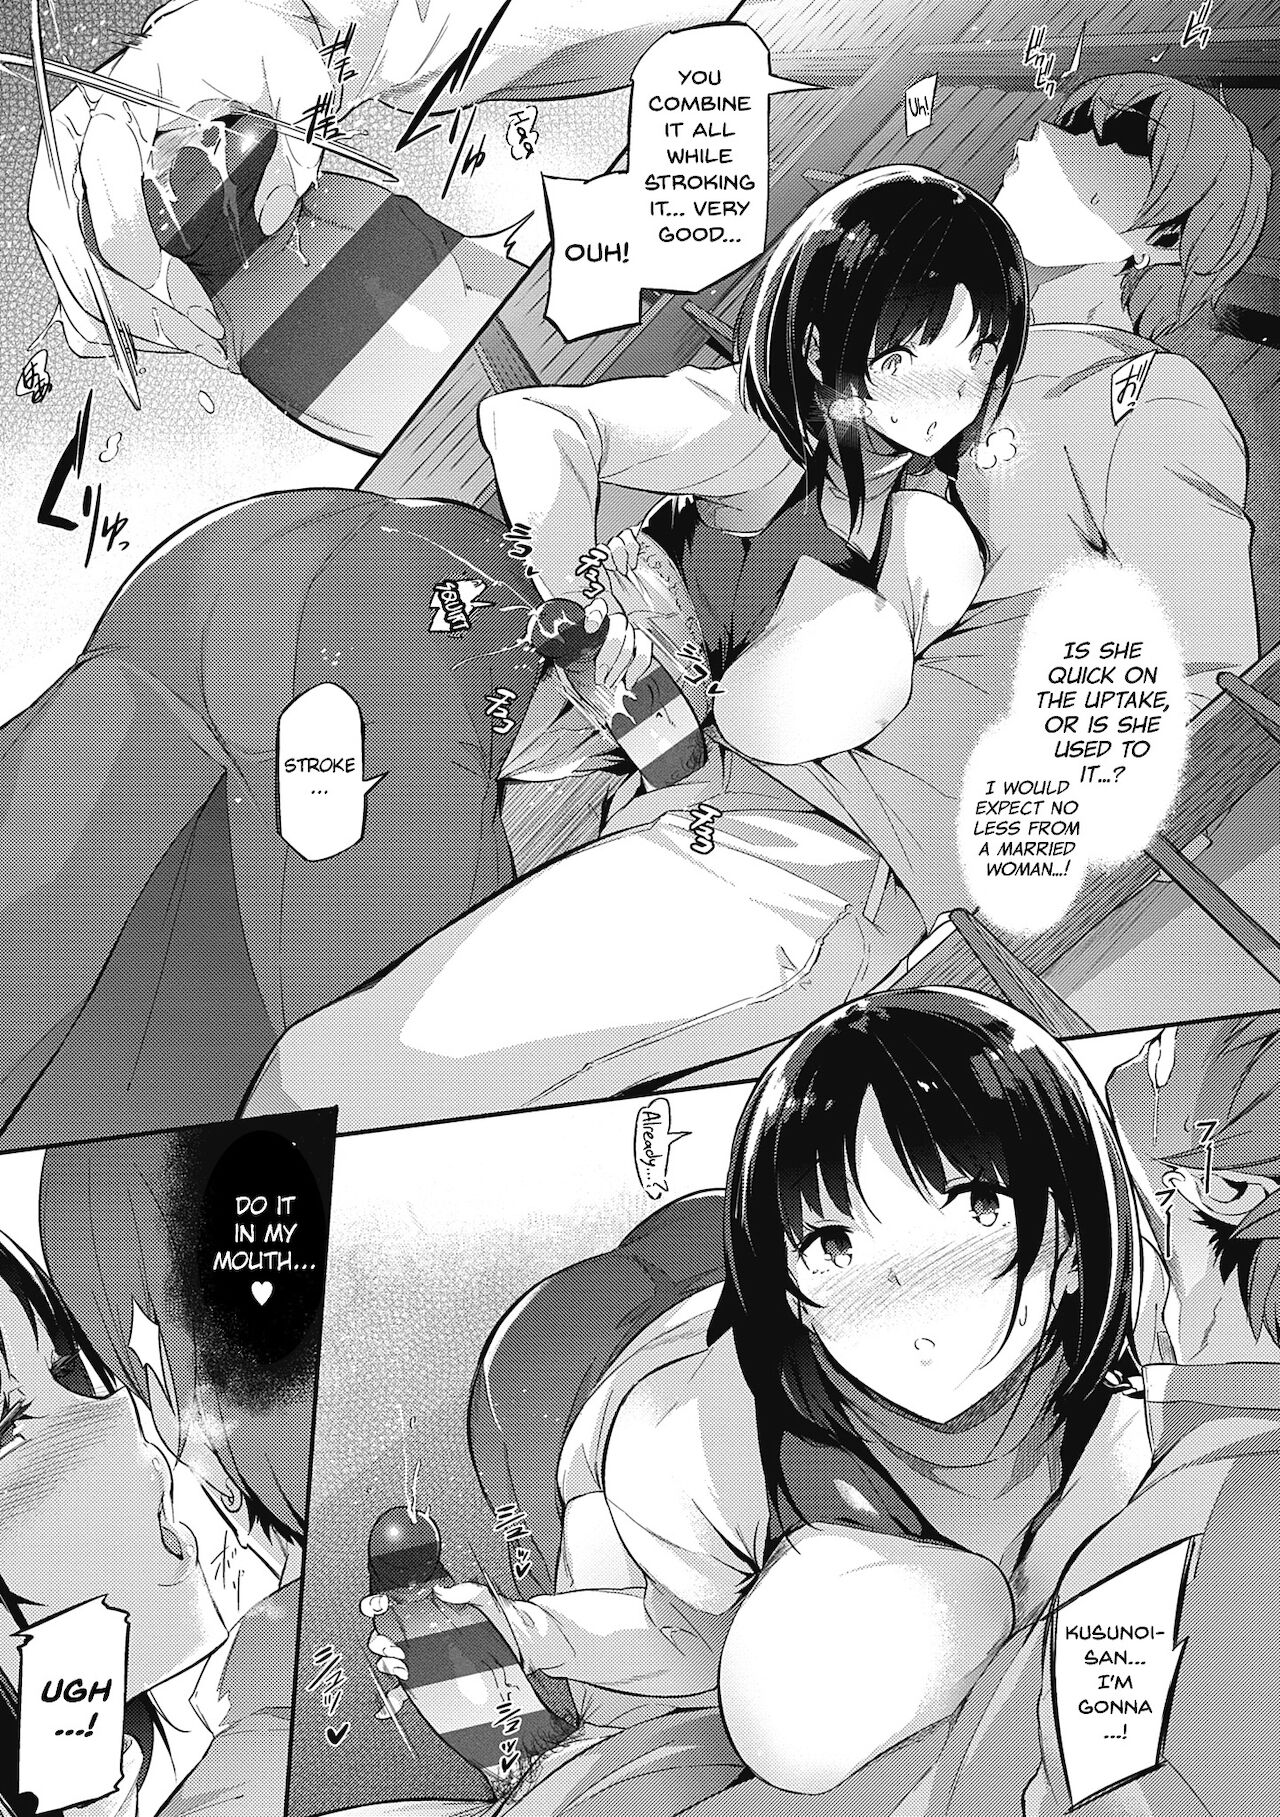 YOU
COMBINE
IT ALL
WHILE
STROKING
IT... VERY
GOOD...
OUH!
Uh!
Haa
SQUIRT
IS SHE
QUICK ON
THE UPTAKE,
OR IS SHE
USED TO
IT...?
I WOULD
EXPECT NO
LESS FROM
A MARRIED
WOMAN...!
STROKE
...
Already...?
KUSUNOI-
SAN...
I'M
GONNA
...!
DO IT
IN MY
MOUTH...
♥
UGH
....!